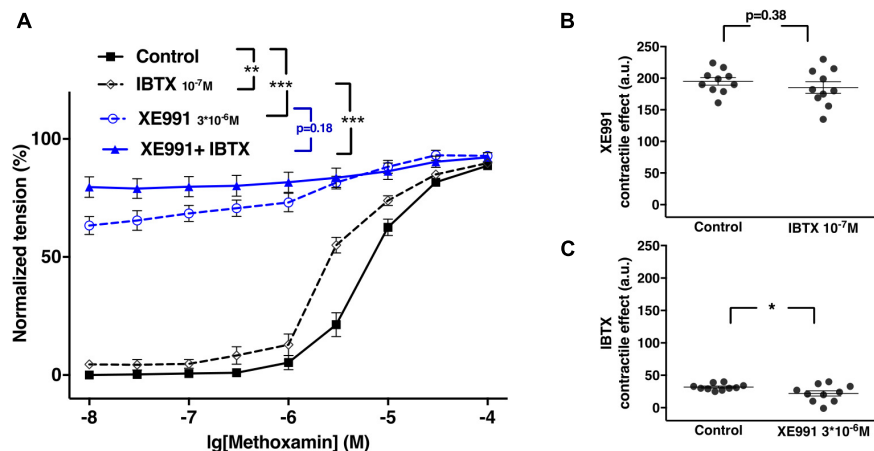 A
Control
**
***
IBTX 10⁻⁷M
XE991 3*10⁻⁶M
p=0.18
***
XE991+ IBTX
Normalized tension (%)
100
50
0
-8
-7
-6
-5
-4
lg[Methoxamin] (M)
B
p=0.38
XE991
contractile effect (a.u.)
250
200
150
100
50
0
Control
IBTX 10⁻⁷M
C
IBTX
contractile effect (a.u.)
250
200
150
100
50
0
*
Control
XE991 3*10⁻⁶M